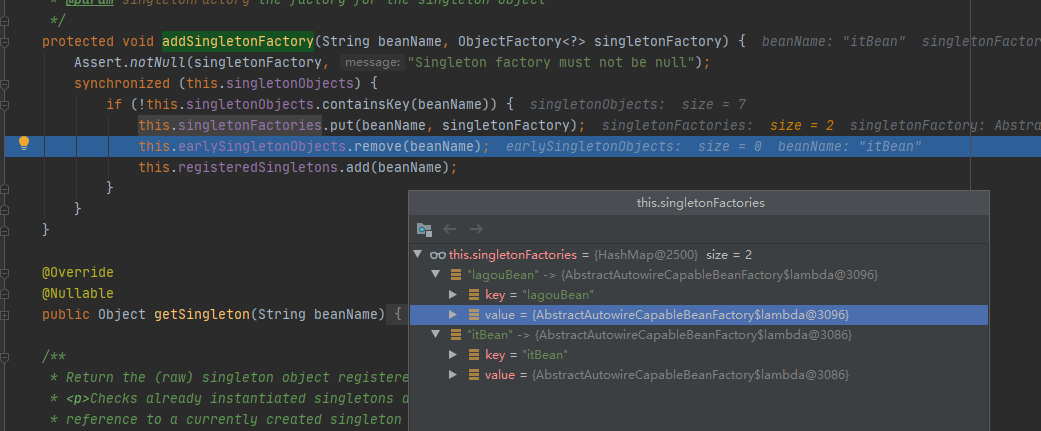 * @param singletonFactory the factory for the singleton object
*/
protected void addSingletonFactory(String beanName, ObjectFactory<?> singletonFactory) { beanName: "itBean" singletonFactor
Assert.notNull(singletonFactory, message: "Singleton factory must not be null");
synchronized (this.singletonObjects) {
if (!this.singletonObjects.containsKey(beanName)) { singletonObjects: size = 7
this.singletonFactories.put(beanName, singletonFactory); singletonFactories: size = 2 singletonFactory: Abstra
this.earlySingletonObjects.remove(beanName); earlySingletonObjects: size = 0 beanName: "itBean"
this.registeredSingletons.add(beanName);
}
}
}
this.singletonFactories
this.singletonFactories = {HashMap@2500} size = 2
"lagouBean" -> {AbstractAutowireCapableBeanFactory$lambda@3096}
key = "lagouBean"
value = {AbstractAutowireCapableBeanFactory$lambda@3096}
"itBean" -> {AbstractAutowireCapableBeanFactory$lambda@3086}
key = "itBean"
value = {AbstractAutowireCapableBeanFactory$lambda@3086}
@Override
@Nullable
public Object getSingleton(String beanName) {
/**
* Return the (raw) singleton object registere
* <p>Checks already instantiated singletons a
* reference to a currently created singleton